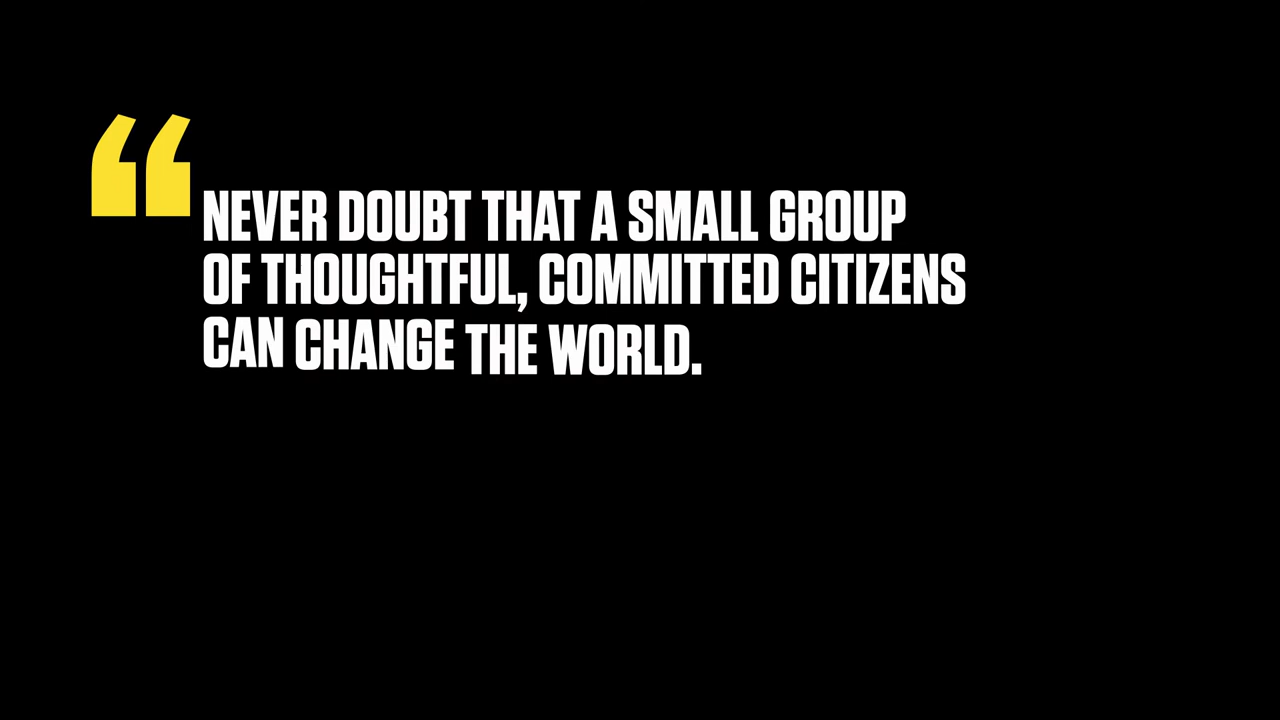 “NEVER DOUBT THAT A SMALL GROUP
OF THOUGHTFUL, COMMITTED CITIZENS
CAN CHANGE THE WORLD.